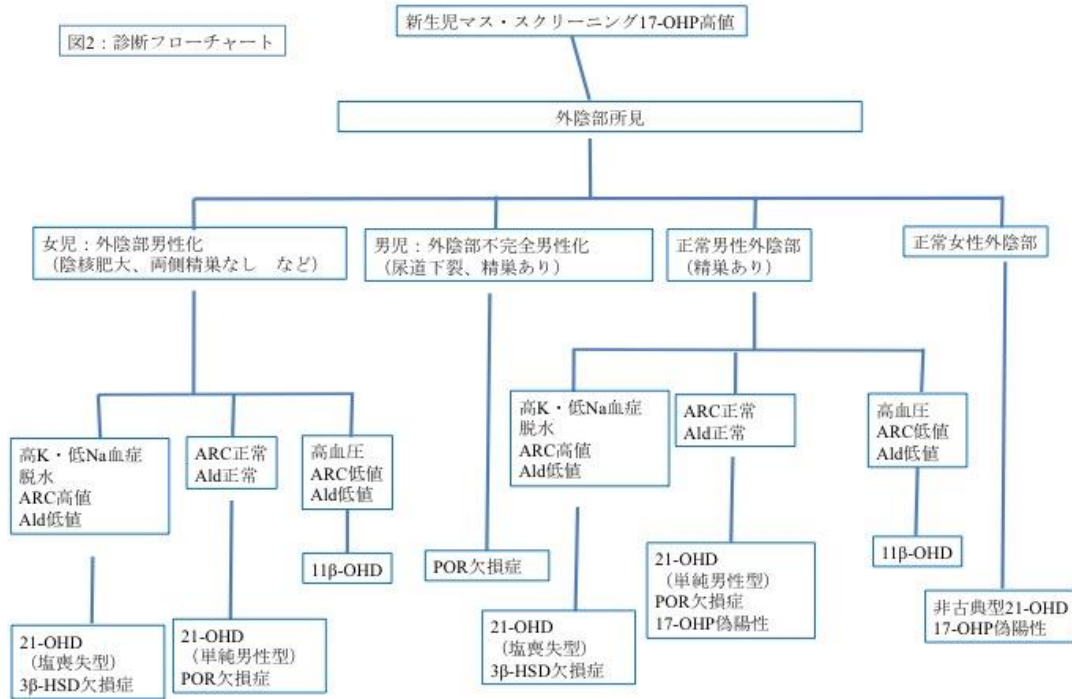 図2：診断フローチャート
新生児マス・スクリーニング17-OHP高値
外陰部所見
女児：外陰部男性化
（陰核肥大、両側精巣なし　など）
男児：外陰部不完全男性化
（尿道下裂、精巣あり）
正常男性外陰部
（精巣あり）
正常女性外陰部
高K・低Na血症
脱水
ARC高値
Ald低値
ARC正常
Ald正常
高血圧
ARC低値
Ald低値
高K・低Na血症
脱水
ARC高値
Ald低値
ARC正常
Ald正常
高血圧
ARC低値
Ald低値
21-OHD
（塩喪失型）
3β-HSD欠損症
21-OHD
（単純男性型）
POR欠損症
11β-OHD
POR欠損症
21-OHD
（塩喪失型）
3β-HSD欠損症
21-OHD
（単純男性型）
POR欠損症
17-OHP偽陽性
11β-OHD
非古典型21-OHD
17-OHP偽陽性